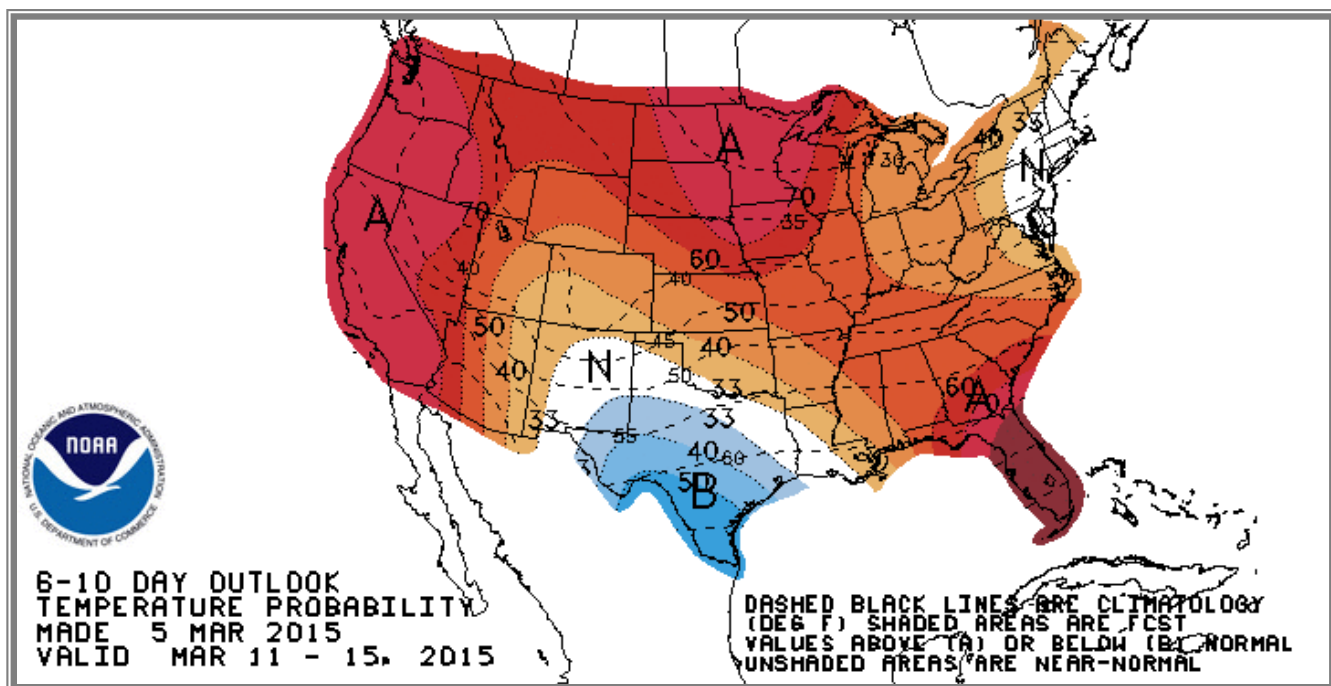 A
33
40
N
30
A
70
70
35
40
60
40
50
50
45
40
N
40
50
33
60
A
70
33
33
55
40
60
50
B
NATIONAL OCEANIC AND ATMOSPHERIC ADMINISTRATION
NOAA
U.S. DEPARTMENT OF COMMERCE
6-10 DAY OUTLOOK
TEMPERATURE PROBABILITY
MADE 5 MAR 2015
VALID MAR 11 - 15, 2015
DASHED BLACK LINES ARE CLIMATOLOGY
(DEG F) SHADED AREAS ARE FCST
VALUES ABOVE (A) OR BELOW (B) NORMAL
UNSHADED AREAS ARE NEAR-NORMAL